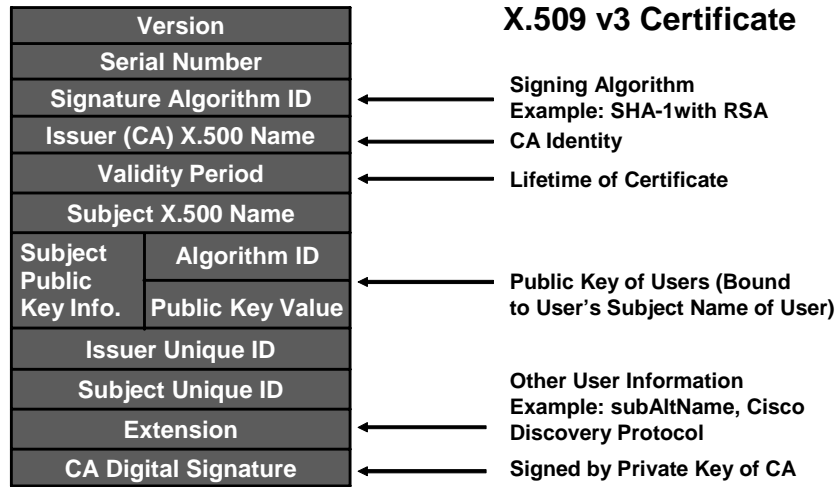 X.509 v3 Certificate
Version
Serial Number
Signature Algorithm ID
Signing Algorithm
Example: SHA-1with RSA
Issuer (CA) X.500 Name
CA Identity
Validity Period
Lifetime of Certificate
Subject X.500 Name
Subject
Public
Key Info.
Algorithm ID
Public Key Value
Public Key of Users (Bound
to User’s Subject Name of User)
Issuer Unique ID
Subject Unique ID
Extension
Other User Information
Example: subAltName, Cisco
Discovery Protocol
CA Digital Signature
Signed by Private Key of CA